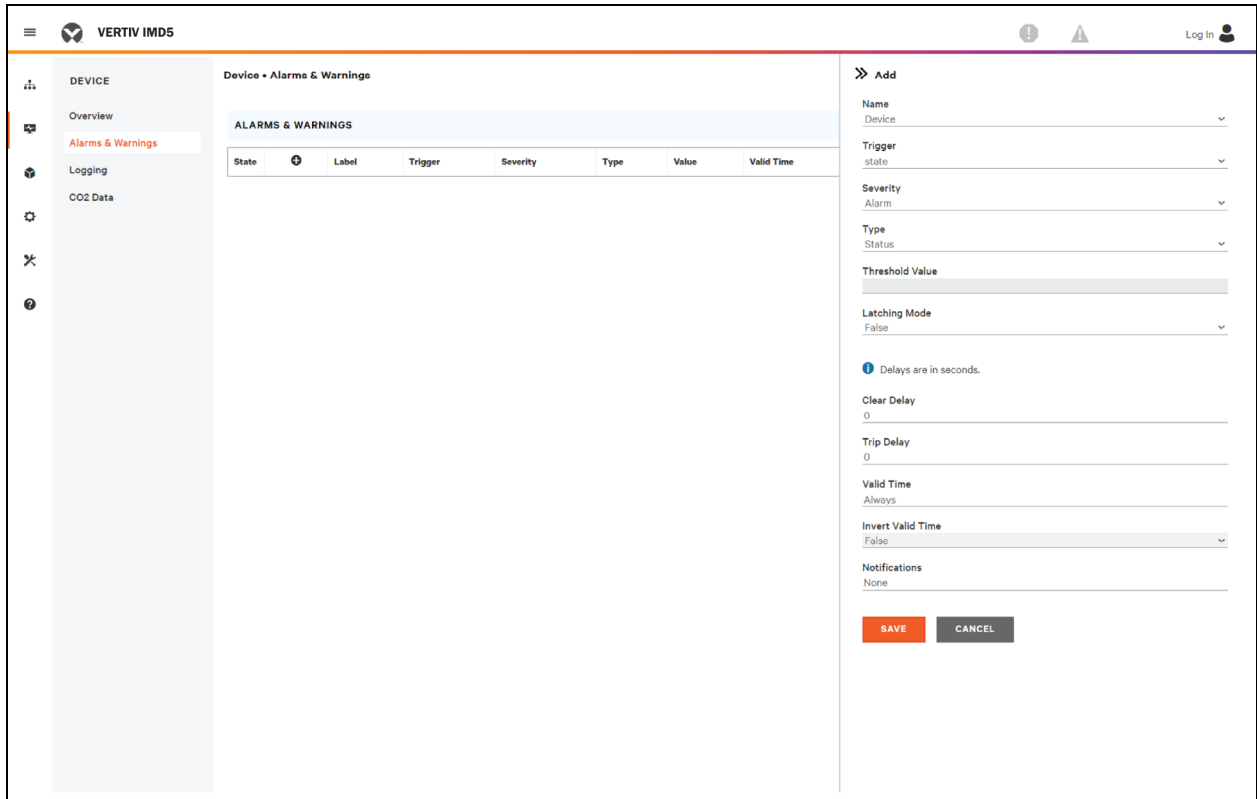 VERTIV IMD5
Log In
DEVICE
Overview
Alarms & Warnings
Logging
CO2 Data
Device • Alarms & Warnings
ALARMS & WARNINGS
State Label Trigger Severity Type Value Valid Time
Add
Name
Device
Trigger
state
Severity
Alarm
Type
Status
Threshold Value
Latching Mode
False
Delays are in seconds.
Clear Delay
0
Trip Delay
0
Valid Time
Always
Invert Valid Time
False
Notifications
None
SAVE CANCEL